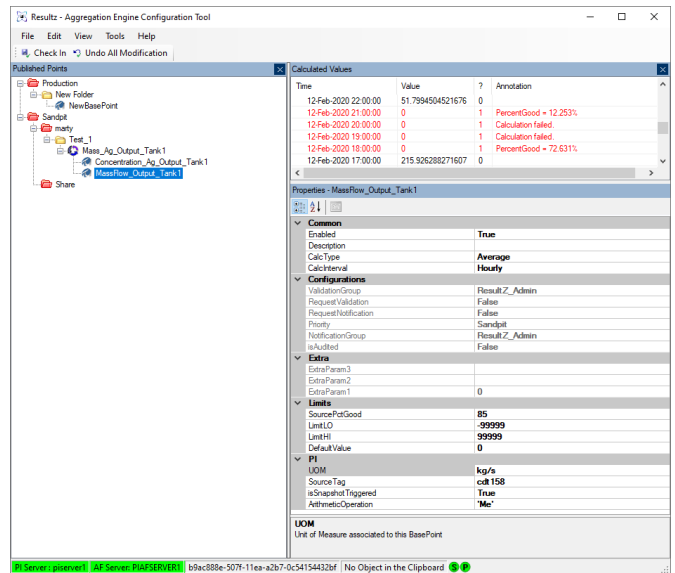 Resultz - Aggregation Engine Configuration Tool
File Edit View Tools Help
Check In Undo All Modification
Published Points
Production
New Folder
NewBasePoint
Sandpit
marty
Test_1
Mass_Ag_Output_Tank1
Concentration_Ag_Output_Tank1
MassFlow_Output_Tank1
Share
Calculated Values
Time Value ? Annotation
12-Feb-2020 22:00:00 51.7994504521676 0
12-Feb-2020 21:00:00 0 1 PercentGood = 12.253%
12-Feb-2020 20:00:00 0 1 Calculation failed.
12-Feb-2020 19:00:00 0 1 Calculation failed.
12-Feb-2020 18:00:00 0 1 PercentGood = 72.631%
12-Feb-2020 17:00:00 215.926288271607 0
Properties - MassFlow_Output_Tank1
Common
Enabled True
Description
CalcType Average
CalcInterval Hourly
Configurations
ValidationGroup ResultZ_Admin
RequestValidation False
RequestNotification False
Priority Sandpit
NotificationGroup ResultZ_Admin
isAudited False
Extra
ExtraParam3
ExtraParam2
ExtraParam1 0
Limits
SourcePctGood 85
LimitLO -99999
LimitHI 99999
DefaultValue 0
PI
UOM kg/s
SourceTag cdt158
isSnapshotTriggered True
ArithmeticOperation 'Me'
UOM
Unit of Measure associated to this BasePoint
PI Server : piserver1 AF Server: PIAFSERVER1 b9ac888e-507f-11ea-a2b7-0c54154432bf No Object in the Clipboard S P